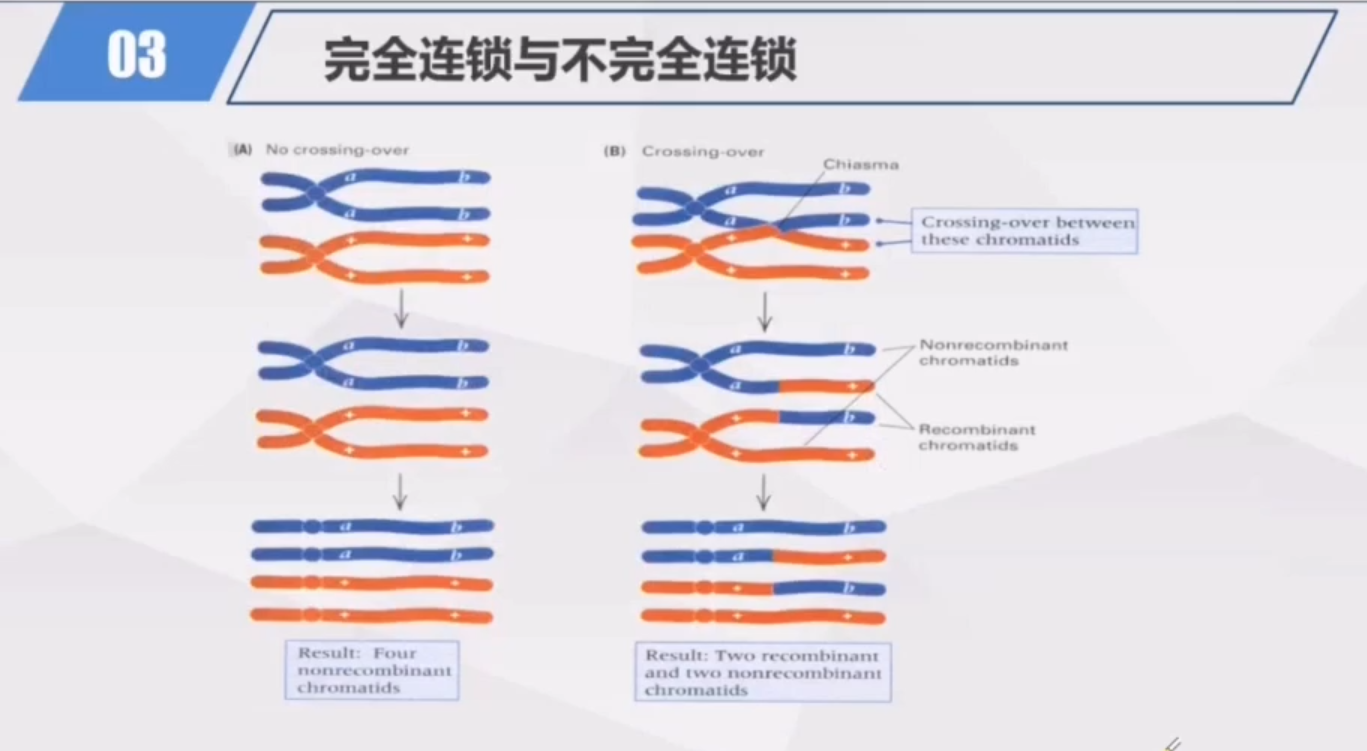 03
完全连锁与不完全连锁
(A) No crossing-over
a b
a b
+ +
+ +
a b
a b
+ +
+ +
a b
a b
+ +
+ +
Result: Four
nonrecombinant
chromatids
(B) Crossing-over
Chiasma
a b
a b
+ +
+ +
Crossing-over between
these chromatids
a b
a +
+ b
+ +
Nonrecombinant
chromatids
Recombinant
chromatids
a b
a +
+ b
+ +
Result: Two recombinant
and two nonrecombinant
chromatids